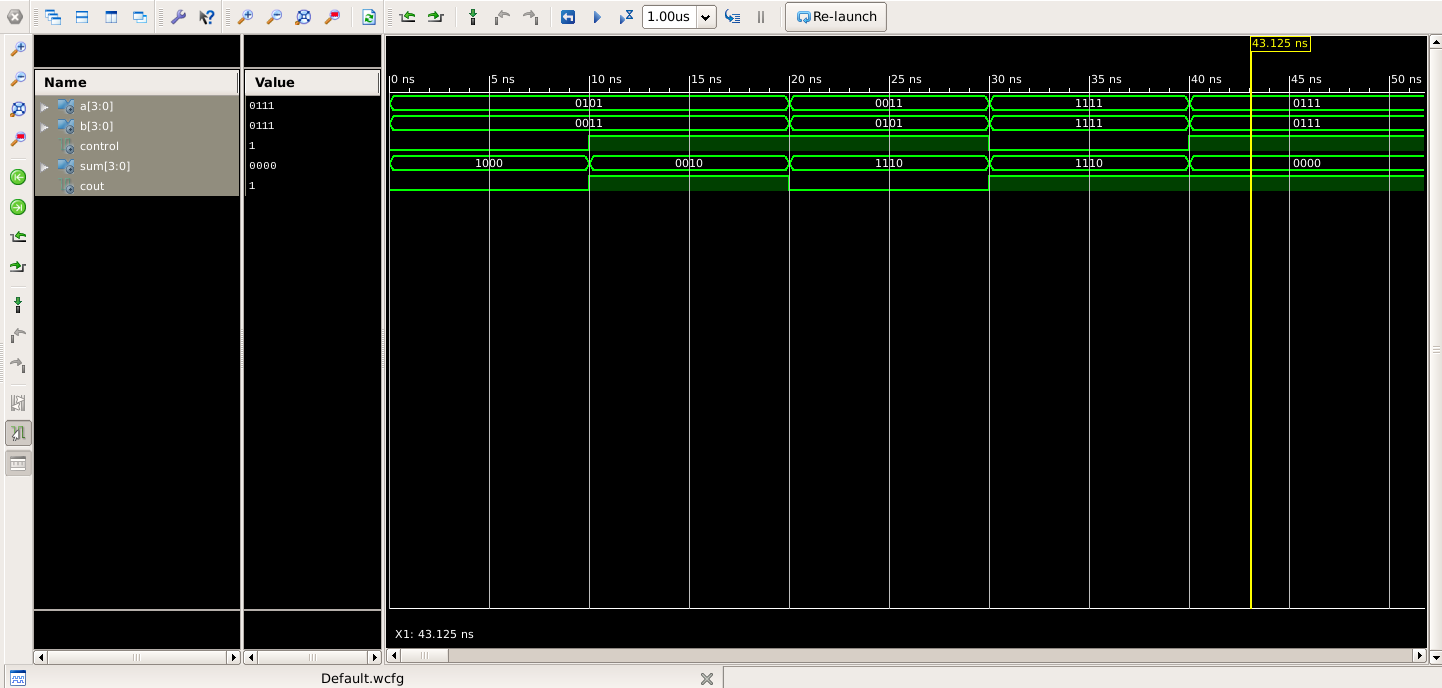 1.00us Re-launch
43.125 ns
Name Value 0 ns 5 ns 10 ns 15 ns 20 ns 25 ns 30 ns 35 ns 40 ns 45 ns 50 ns
a[3:0] 0111 0101 0011 1111 0111
b[3:0] 0111 0011 0101 1111 0111
control 1
sum[3:0] 0000 1000 0010 1110 1110 0000
cout 1
X1: 43.125 ns
Default.wcfg